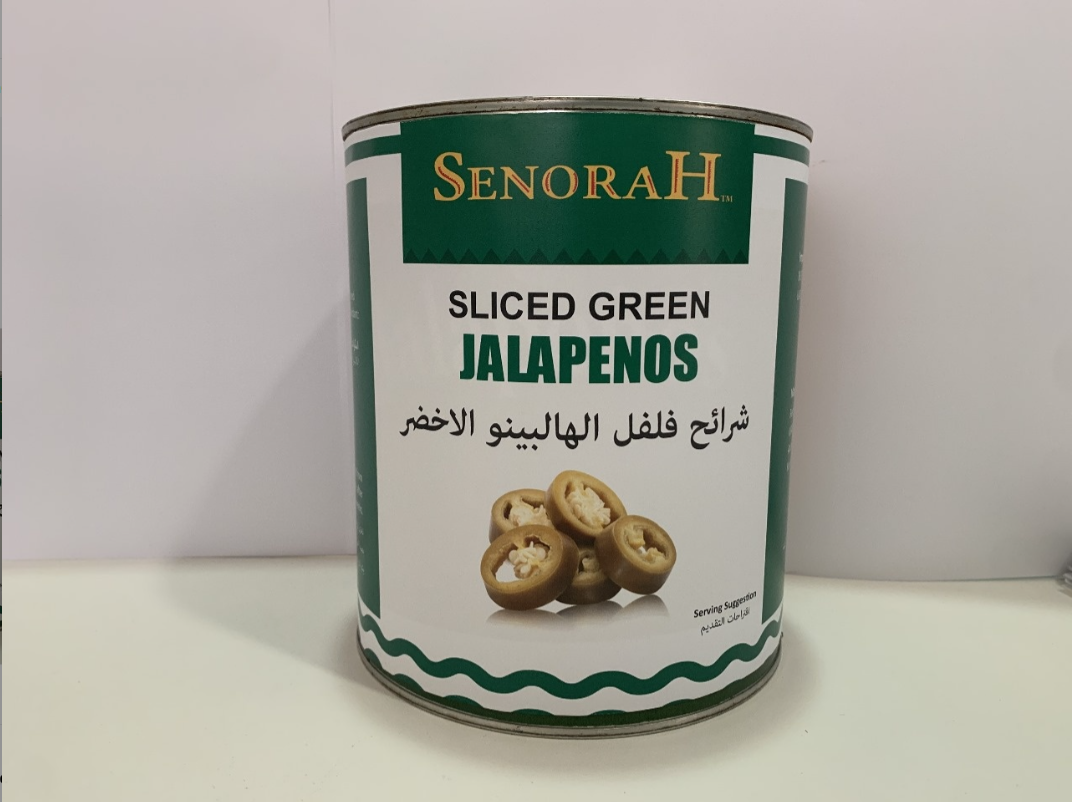 SENORAH TM
SLICED GREEN
JALAPENOS
شرائح فلفل الهالبينو الاخضر
Serving Suggestion
اقتراحات التقديم